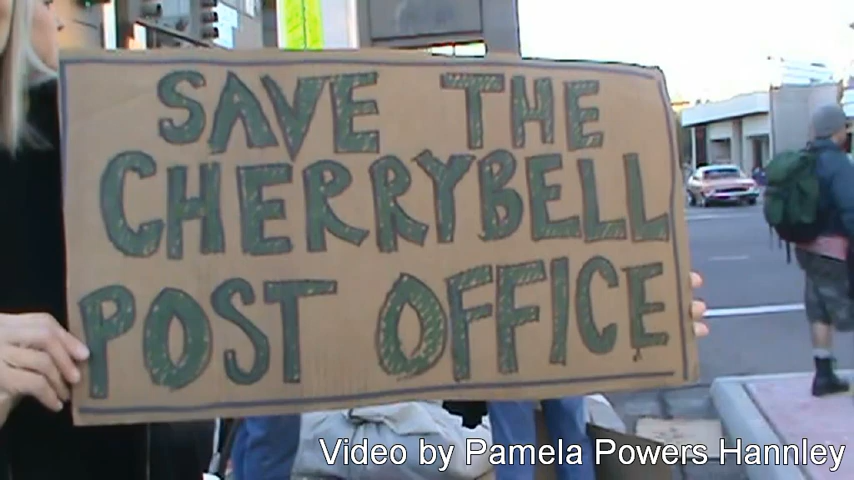 SAVE THE
CHERRYBELL
POST OFFICE
Video by Pamela Powers Hannley